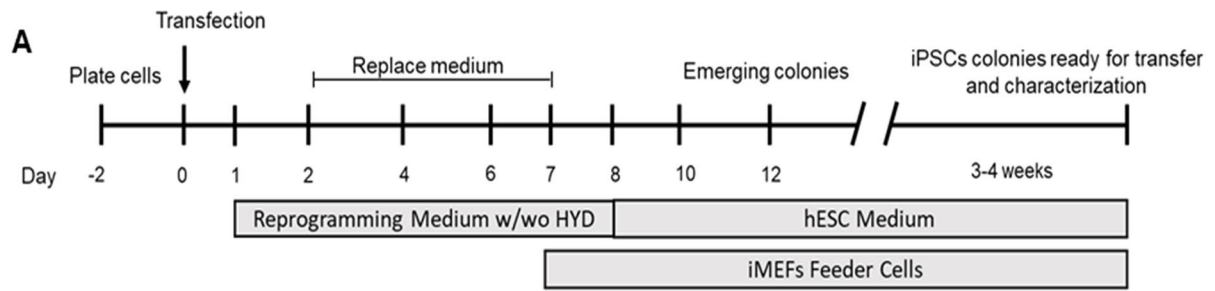 A
Transfection
Plate cells
Replace medium
Emerging colonies
iPSCs colonies ready for transfer
and characterization
Day -2 0 1 2 4 6 7 8 10 12 3-4 weeks
Reprogramming Medium w/wo HYD
hESC Medium
iMEFs Feeder Cells